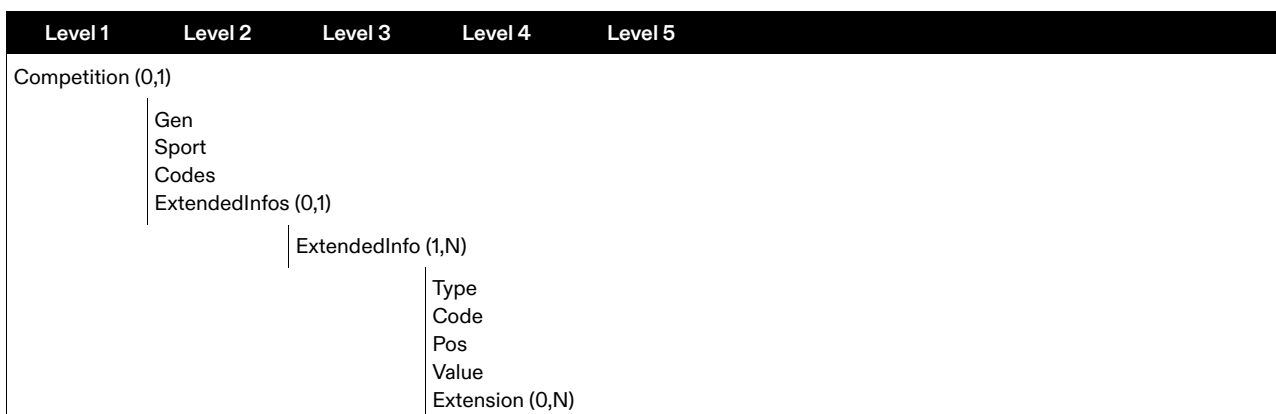 Level 1 Level 2 Level 3 Level 4 Level 5
Competition (0,1)
Gen
Sport
Codes
ExtendedInfos (0,1)
ExtendedInfo (1,N)
Type
Code
Pos
Value
Extension (0,N)